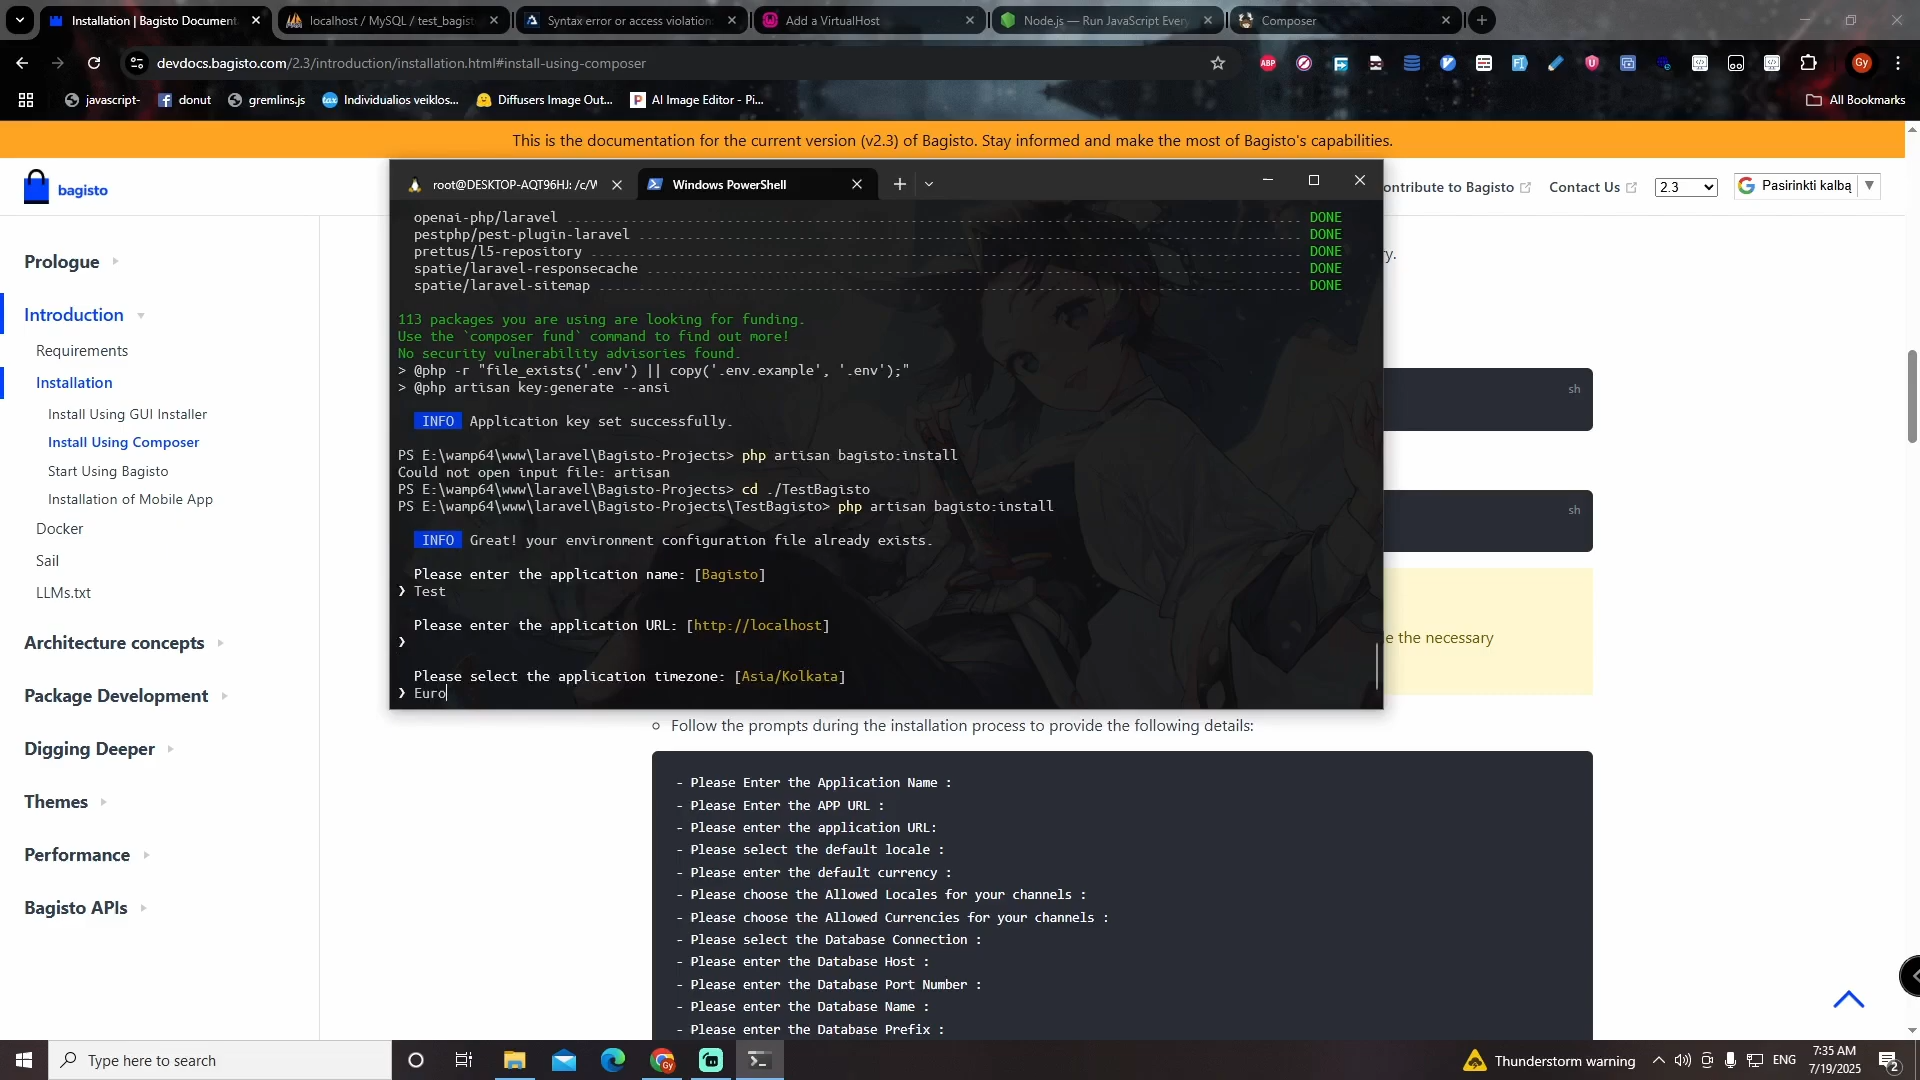 Installation | Bagisto Document
localhost / MySQL / test_bagist
Syntax error or access violation:
Add a VirtualHost
Node.js — Run JavaScript Every
Composer
devdocs.bagisto.com/2.3/introduction/installation.html#install-using-composer
javascript-
donut
gremlins.js
Individualios veiklos...
Diffusers Image Out...
AI Image Editor - Pi...
All Bookmarks
This is the documentation for the current version (v2.3) of Bagisto. Stay informed and make the most of Bagisto's capabilities.
bagisto
ontribute to Bagisto
Contact Us
2.3
Pasirinkti kalbą
root@DESKTOP-AQT96HJ: /c/W
Windows PowerShell
openai-php/laravel DONE
pestphp/pest-plugin-laravel DONE
prettus/l5-repository DONE
spatie/laravel-responsecache DONE
spatie/laravel-sitemap DONE
113 packages you are using are looking for funding.
Use the `composer fund` command to find out more!
No security vulnerability advisories found.
> @php -r "file_exists('.env') || copy('.env.example', '.env');"
> @php artisan key:generate --ansi
INFO Application key set successfully.
PS E:\wamp64\www\laravel\Bagisto-Projects> php artisan bagisto:install
Could not open input file: artisan
PS E:\wamp64\www\laravel\Bagisto-Projects> cd ./TestBagisto
PS E:\wamp64\www\laravel\Bagisto-Projects\TestBagisto> php artisan bagisto:install
INFO Great! your environment configuration file already exists.
Please enter the application name: [Bagisto]
❯ Test
Please enter the application URL: [http://localhost]
❯
Please select the application timezone: [Asia/Kolkata]
❯ Euro
Prologue
Introduction
Requirements
Installation
Install Using GUI Installer
Install Using Composer
Start Using Bagisto
Installation of Mobile App
Docker
Sail
LLMs.txt
Architecture concepts
Package Development
Digging Deeper
Themes
Performance
Bagisto APIs
ry.
sh
sh
e the necessary
Follow the prompts during the installation process to provide the following details:
- Please Enter the Application Name :
- Please Enter the APP URL :
- Please enter the application URL:
- Please select the default locale :
- Please enter the default currency :
- Please choose the Allowed Locales for your channels :
- Please choose the Allowed Currencies for your channels :
- Please select the Database Connection :
- Please enter the Database Host :
- Please enter the Database Port Number :
- Please enter the Database Name :
- Please enter the Database Prefix :
Type here to search
Thunderstorm warning
ENG
7:35 AM
7/19/2025
2